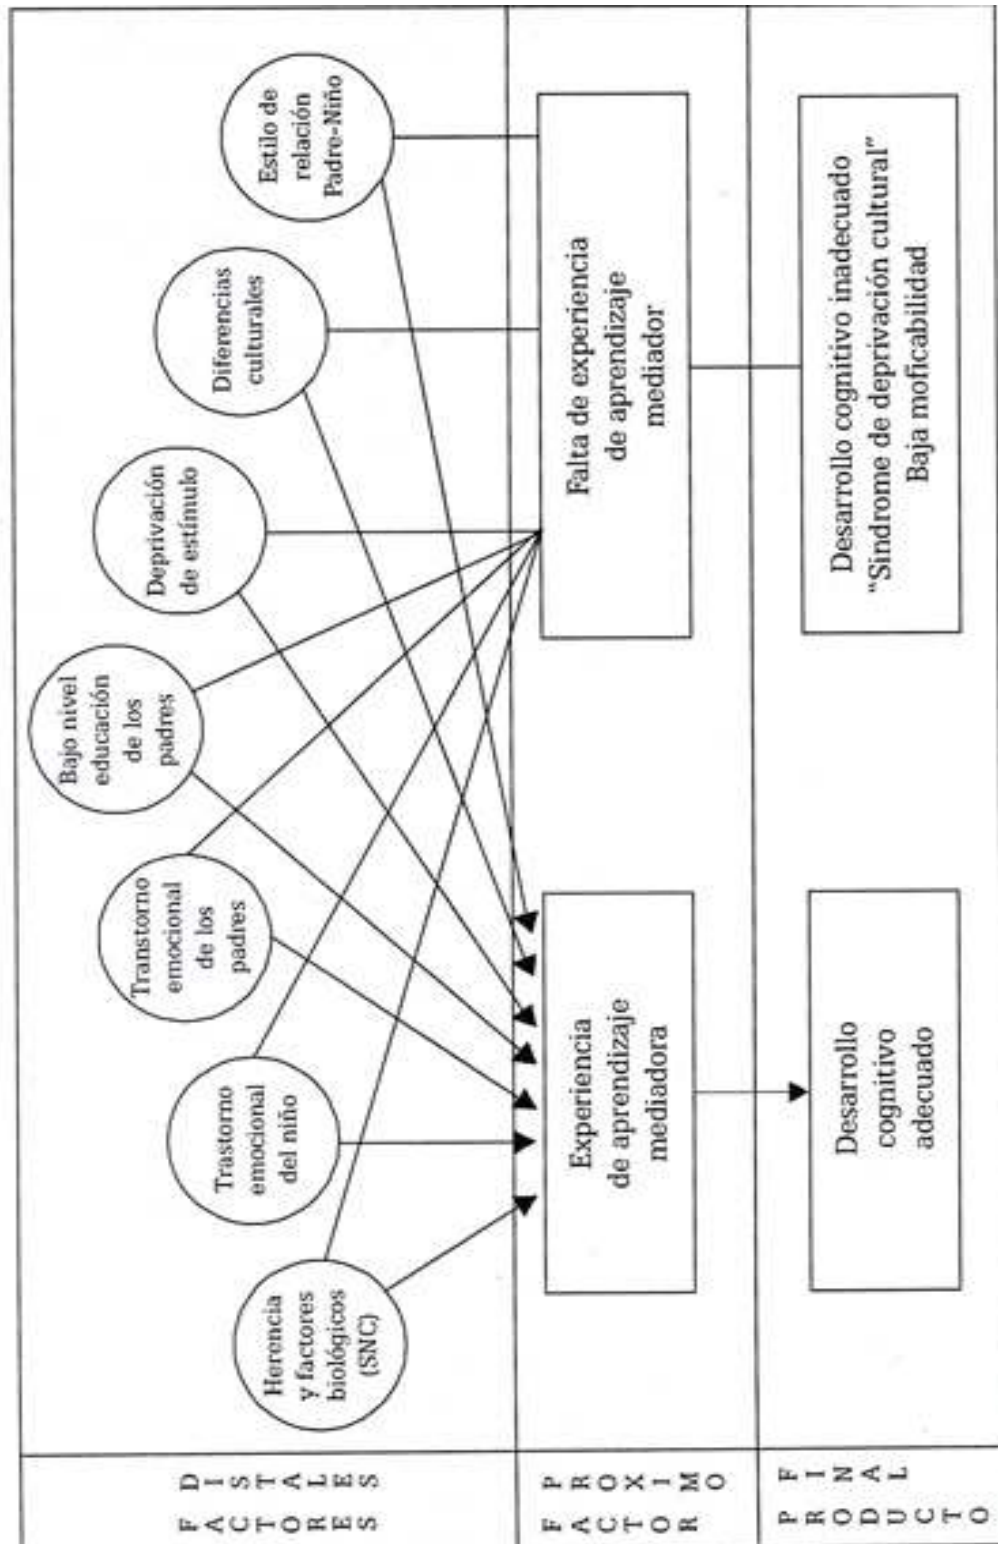 FACTORES
DISTALES
Herencia
y factores
biológicos
(SNC)
Trastorno
emocional
del niño
Transtorno
emocional
de los
padres
Bajo nivel
educación
de los
padres
Deprivación
de estímulo
Diferencias
culturales
Estilo de
relación
Padre-Niño
FACTOR
PROXIMO
Experiencia
de aprendizaje
mediadora
Falta de experiencia
de aprendizaje
mediador
PRODUCTO
FINAL
Desarrollo
cognitivo
adecuado
Desarrollo cognitivo inadecuado
“Sindrome de deprivación cultural”
Baja moficabilidad